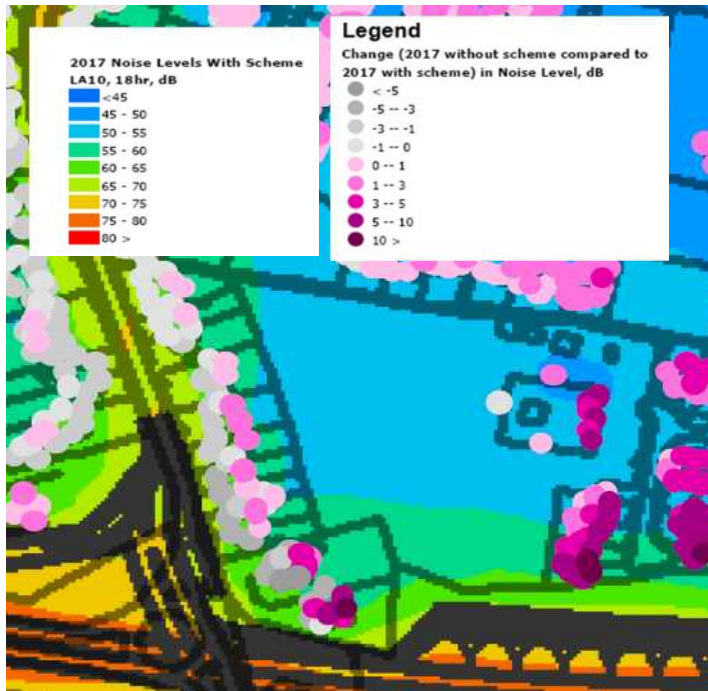 2017 Noise Levels With Scheme
LA10, 18hr, dB
<45
45 - 50
50 - 55
55 - 60
60 - 65
65 - 70
70 - 75
75 - 80
80 >
Legend
Change (2017 without scheme compared to
2017 with scheme) in Noise Level, dB
< -5
-5 -- -3
-3 -- -1
-1 -- 0
0 -- 1
1 -- 3
3 -- 5
5 -- 10
10 >